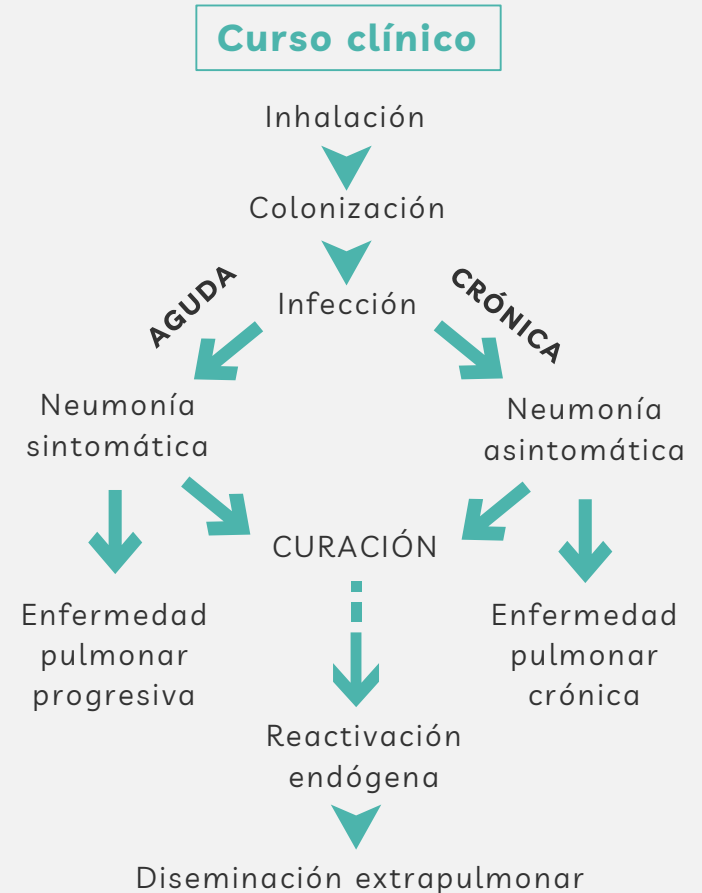 Curso clínico
Inhalación
Colonización
Infección
AGUDA
CRÓNICA
Neumonía
sintomática
Neumonía
asintomática
CURACIÓN
Enfermedad
pulmonar
progresiva
Enfermedad
pulmonar
crónica
Reactivación
endógena
Diseminación extrapulmonar